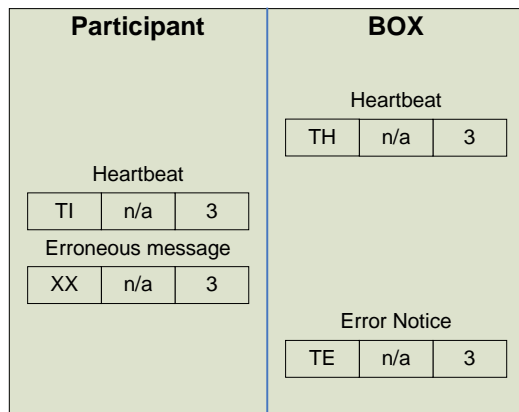 Participant
BOX
Heartbeat
TH n/a 3
Heartbeat
TI n/a 3
Erroneous message
XX n/a 3
Error Notice
TE n/a 3